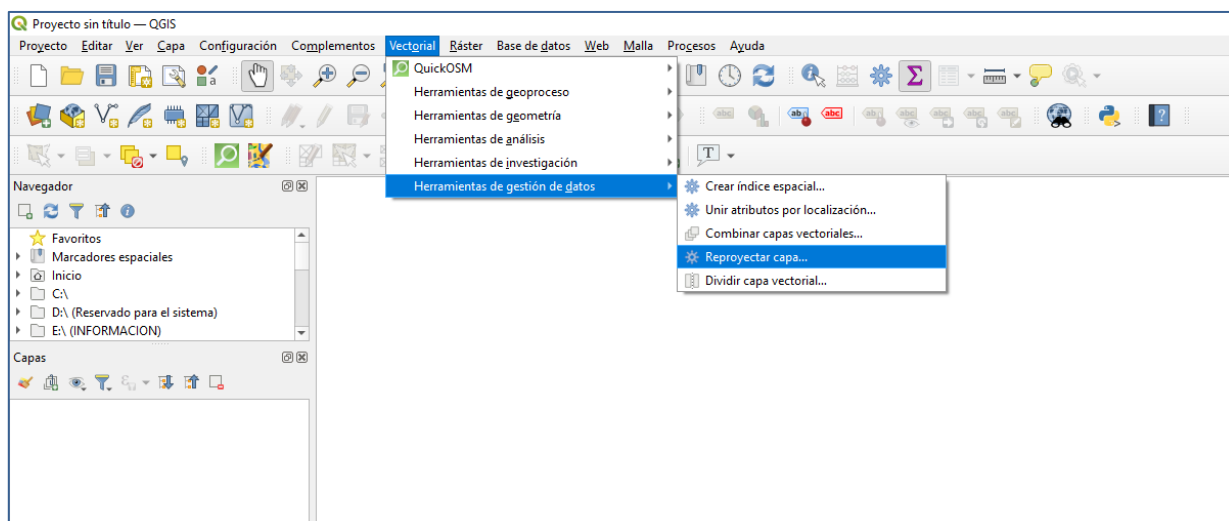 Proyecto sin título — QGIS
Proyecto Editar Ver Capa Configuración Complementos Vectorial Ráster Base de datos Web Malla Procesos Ayuda
QuickOSM
Herramientas de geoproceso
Herramientas de ggeometría
Herramientas de análisis
Herramientas de investigación
Herramientas de gestión de datos
Crear índice espacial...
Unir atributos por localización...
Combinar capas vectoriales...
Reproyectar capa...
Dividir capa vectorial...
Navegador
Favoritos
Marcadores espaciales
Inicio
C:\
D:\ (Reservado para el sistema)
E:\ (INFORMACION)
Capas